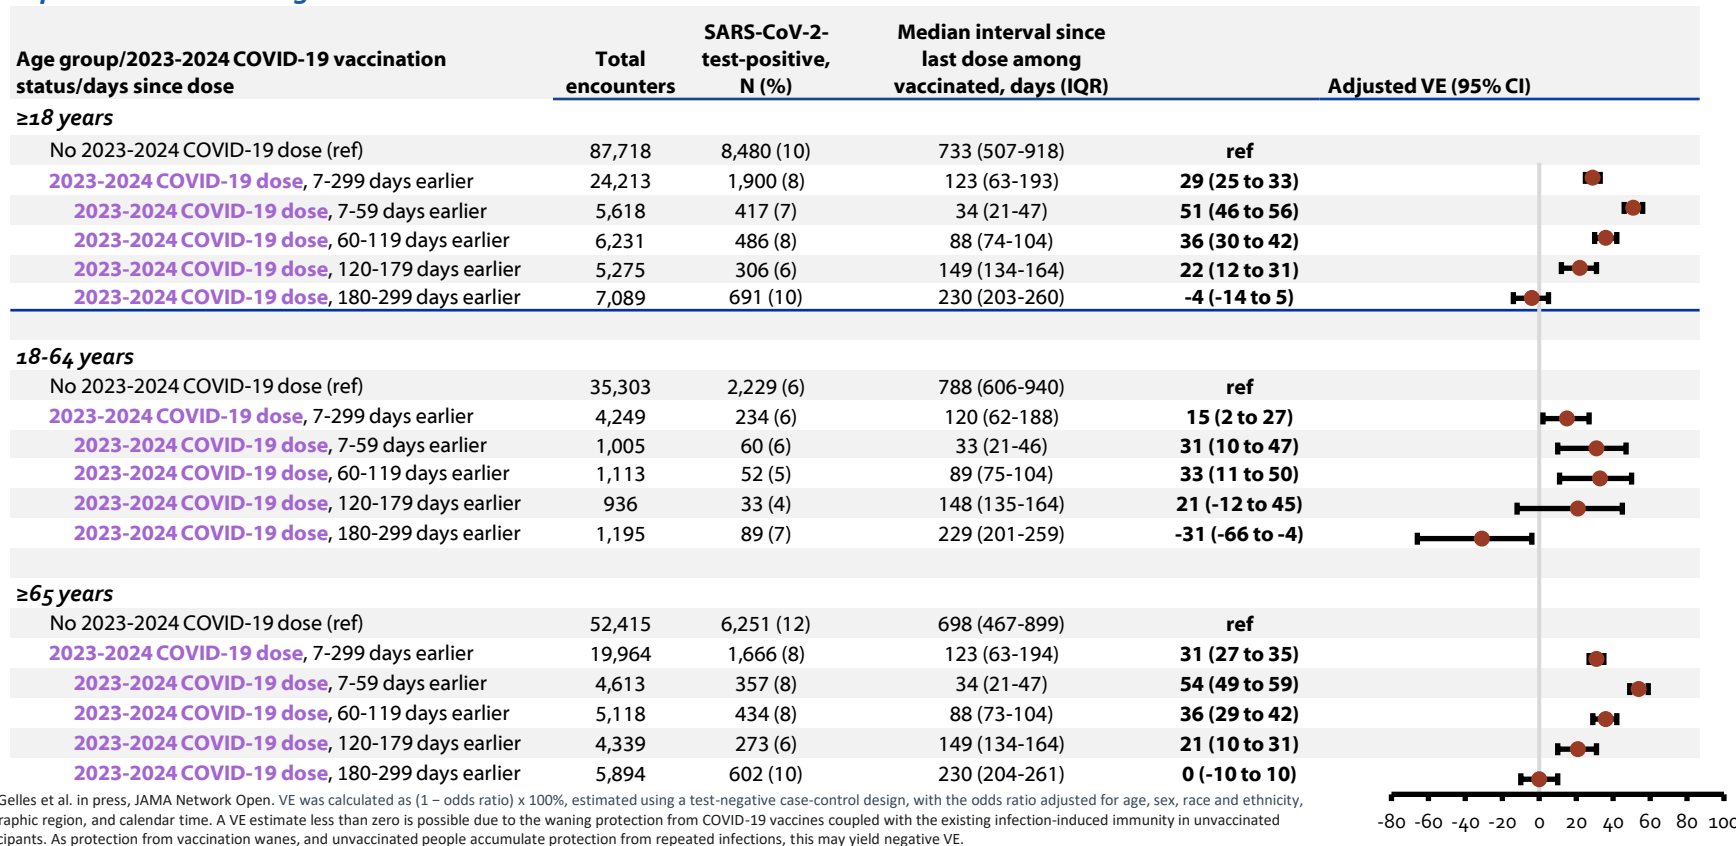 Age group/2023-2024 COVID-19 vaccination status/days since dose Total encounters SARS-CoV-2-test-positive, N (%) Median interval since last dose among vaccinated, days (IQR) Adjusted VE (95% CI)
≥18 years
No 2023-2024 COVID-19 dose (ref) 87,718 8,480 (10) 733 (507-918) ref
2023-2024 COVID-19 dose, 7-299 days earlier 24,213 1,900 (8) 123 (63-193) 29 (25 to 33)
2023-2024 COVID-19 dose, 7-59 days earlier 5,618 417 (7) 34 (21-47) 51 (46 to 56)
2023-2024 COVID-19 dose, 60-119 days earlier 6,231 486 (8) 88 (74-104) 36 (30 to 42)
2023-2024 COVID-19 dose, 120-179 days earlier 5,275 306 (6) 149 (134-164) 22 (12 to 31)
2023-2024 COVID-19 dose, 180-299 days earlier 7,089 691 (10) 230 (203-260) -4 (-14 to 5)
18-64 years
No 2023-2024 COVID-19 dose (ref) 35,303 2,229 (6) 788 (606-940) ref
2023-2024 COVID-19 dose, 7-299 days earlier 4,249 234 (6) 120 (62-188) 15 (2 to 27)
2023-2024 COVID-19 dose, 7-59 days earlier 1,005 60 (6) 33 (21-46) 31 (10 to 47)
2023-2024 COVID-19 dose, 60-119 days earlier 1,113 52 (5) 89 (75-104) 33 (11 to 50)
2023-2024 COVID-19 dose, 120-179 days earlier 936 33 (4) 148 (135-164) 21 (-12 to 45)
2023-2024 COVID-19 dose, 180-299 days earlier 1,195 89 (7) 229 (201-259) -31 (-66 to -4)
≥65 years
No 2023-2024 COVID-19 dose (ref) 52,415 6,251 (12) 698 (467-899) ref
2023-2024 COVID-19 dose, 7-299 days earlier 19,964 1,666 (8) 123 (63-194) 31 (27 to 35)
2023-2024 COVID-19 dose, 7-59 days earlier 4,613 357 (8) 34 (21-47) 54 (49 to 59)
2023-2024 COVID-19 dose, 60-119 days earlier 5,118 434 (8) 88 (73-104) 36 (29 to 42)
2023-2024 COVID-19 dose, 120-179 days earlier 4,339 273 (6) 149 (134-164) 21 (10 to 31)
2023-2024 COVID-19 dose, 180-299 days earlier 5,894 602 (10) 230 (204-261) 0 (-10 to 10)
Gelles et al. in press, JAMA Network Open. VE was calculated as (1 – odds ratio) x 100%, estimated using a test-negative case-control design, with the odds ratio adjusted for age, sex, race and ethnicity,
raphic region, and calendar time. A VE estimate less than zero is possible due to the waning protection from COVID-19 vaccines coupled with the existing infection-induced immunity in unvaccinated
cipants. As protection from vaccination wanes, and unvaccinated people accumulate protection from repeated infections, this may yield negative VE.
-80 -60 -40 -20 0 20 40 60 80 100